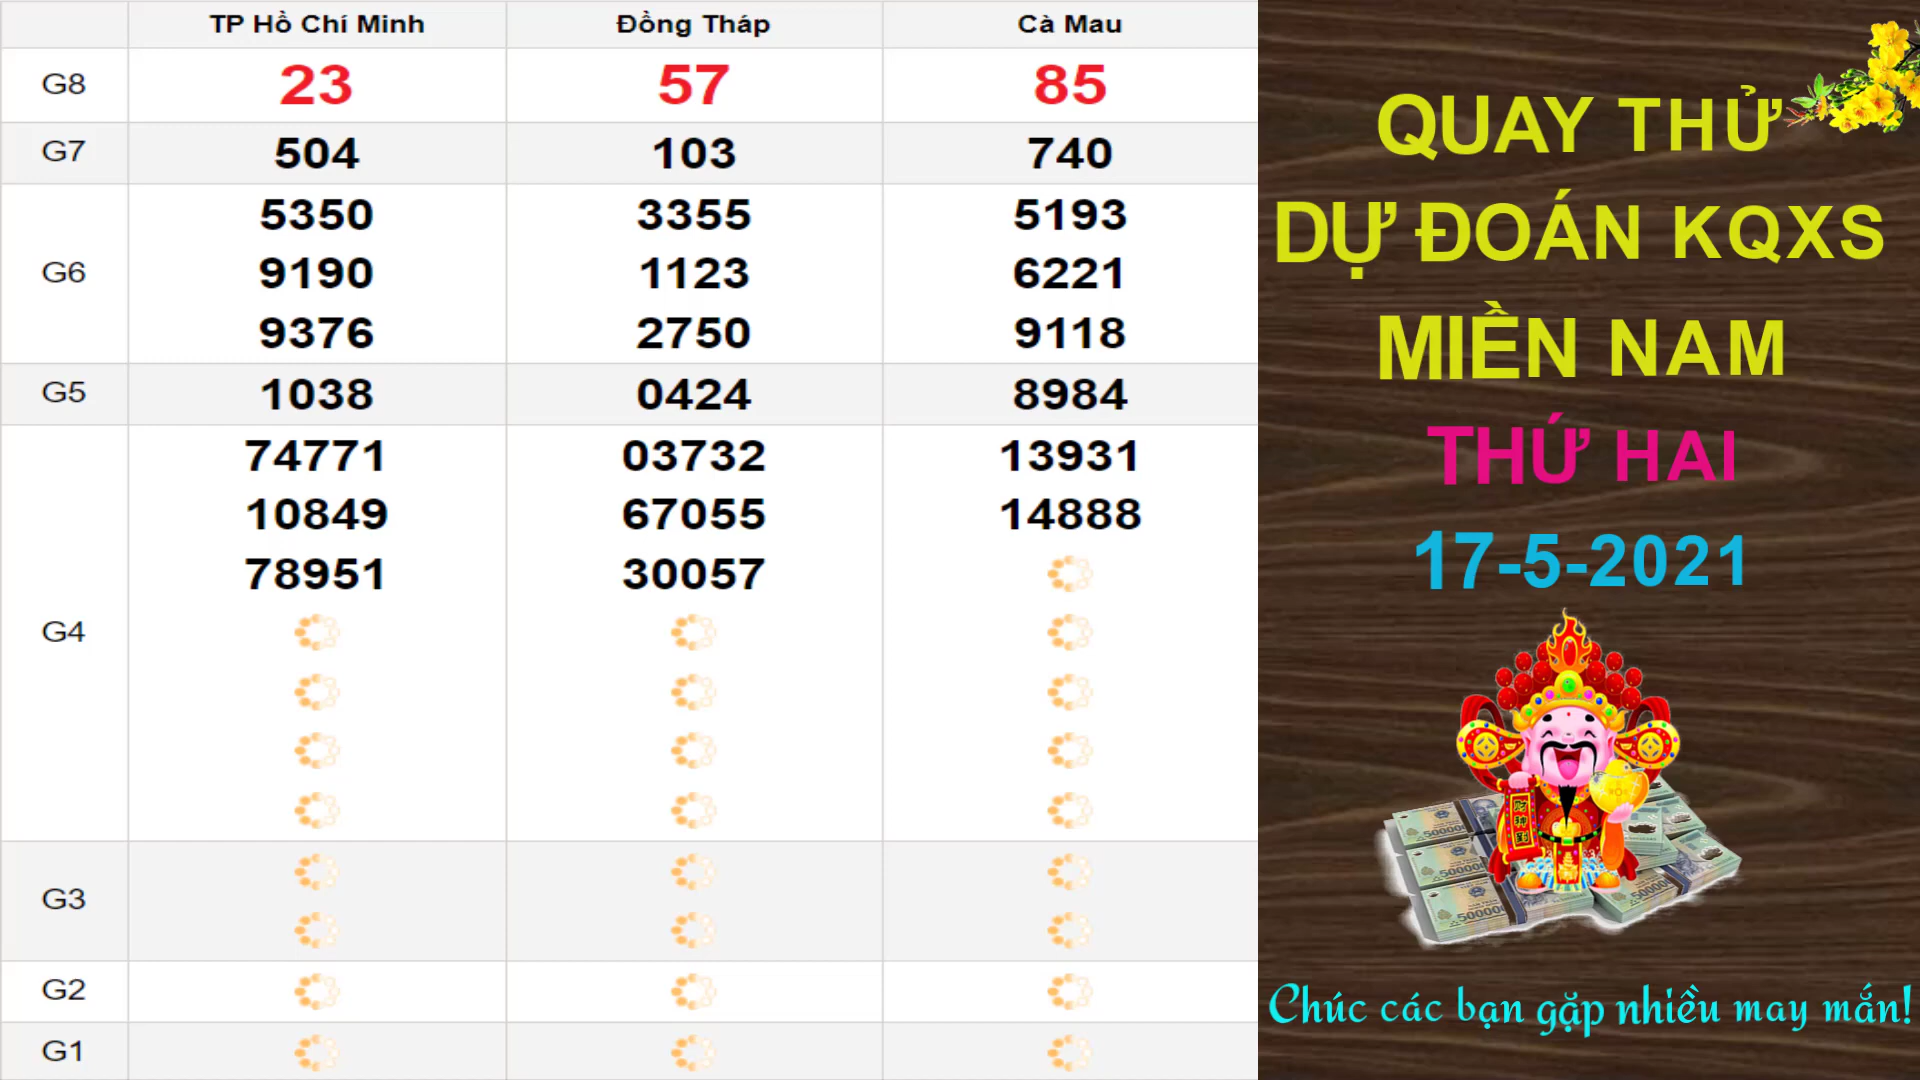 TP Hồ Chí Minh Đồng Tháp Cà Mau
G8 23 57 85
G7 504 103 740
5350 3355 5193
G6 9190 1123 6221
9376 2750 9118
G5 1038 0424 8984
74771 03732 13931
10849 67055 14888
78951 30057
G4
G3
G2
G1
QUAY THỬ
DỰ ĐOÁN KQXS
MIỀN NAM
THỨ HAI
17-5-2021
500000
500000
500000
Chúc các bạn gặp nhiều may mắn!